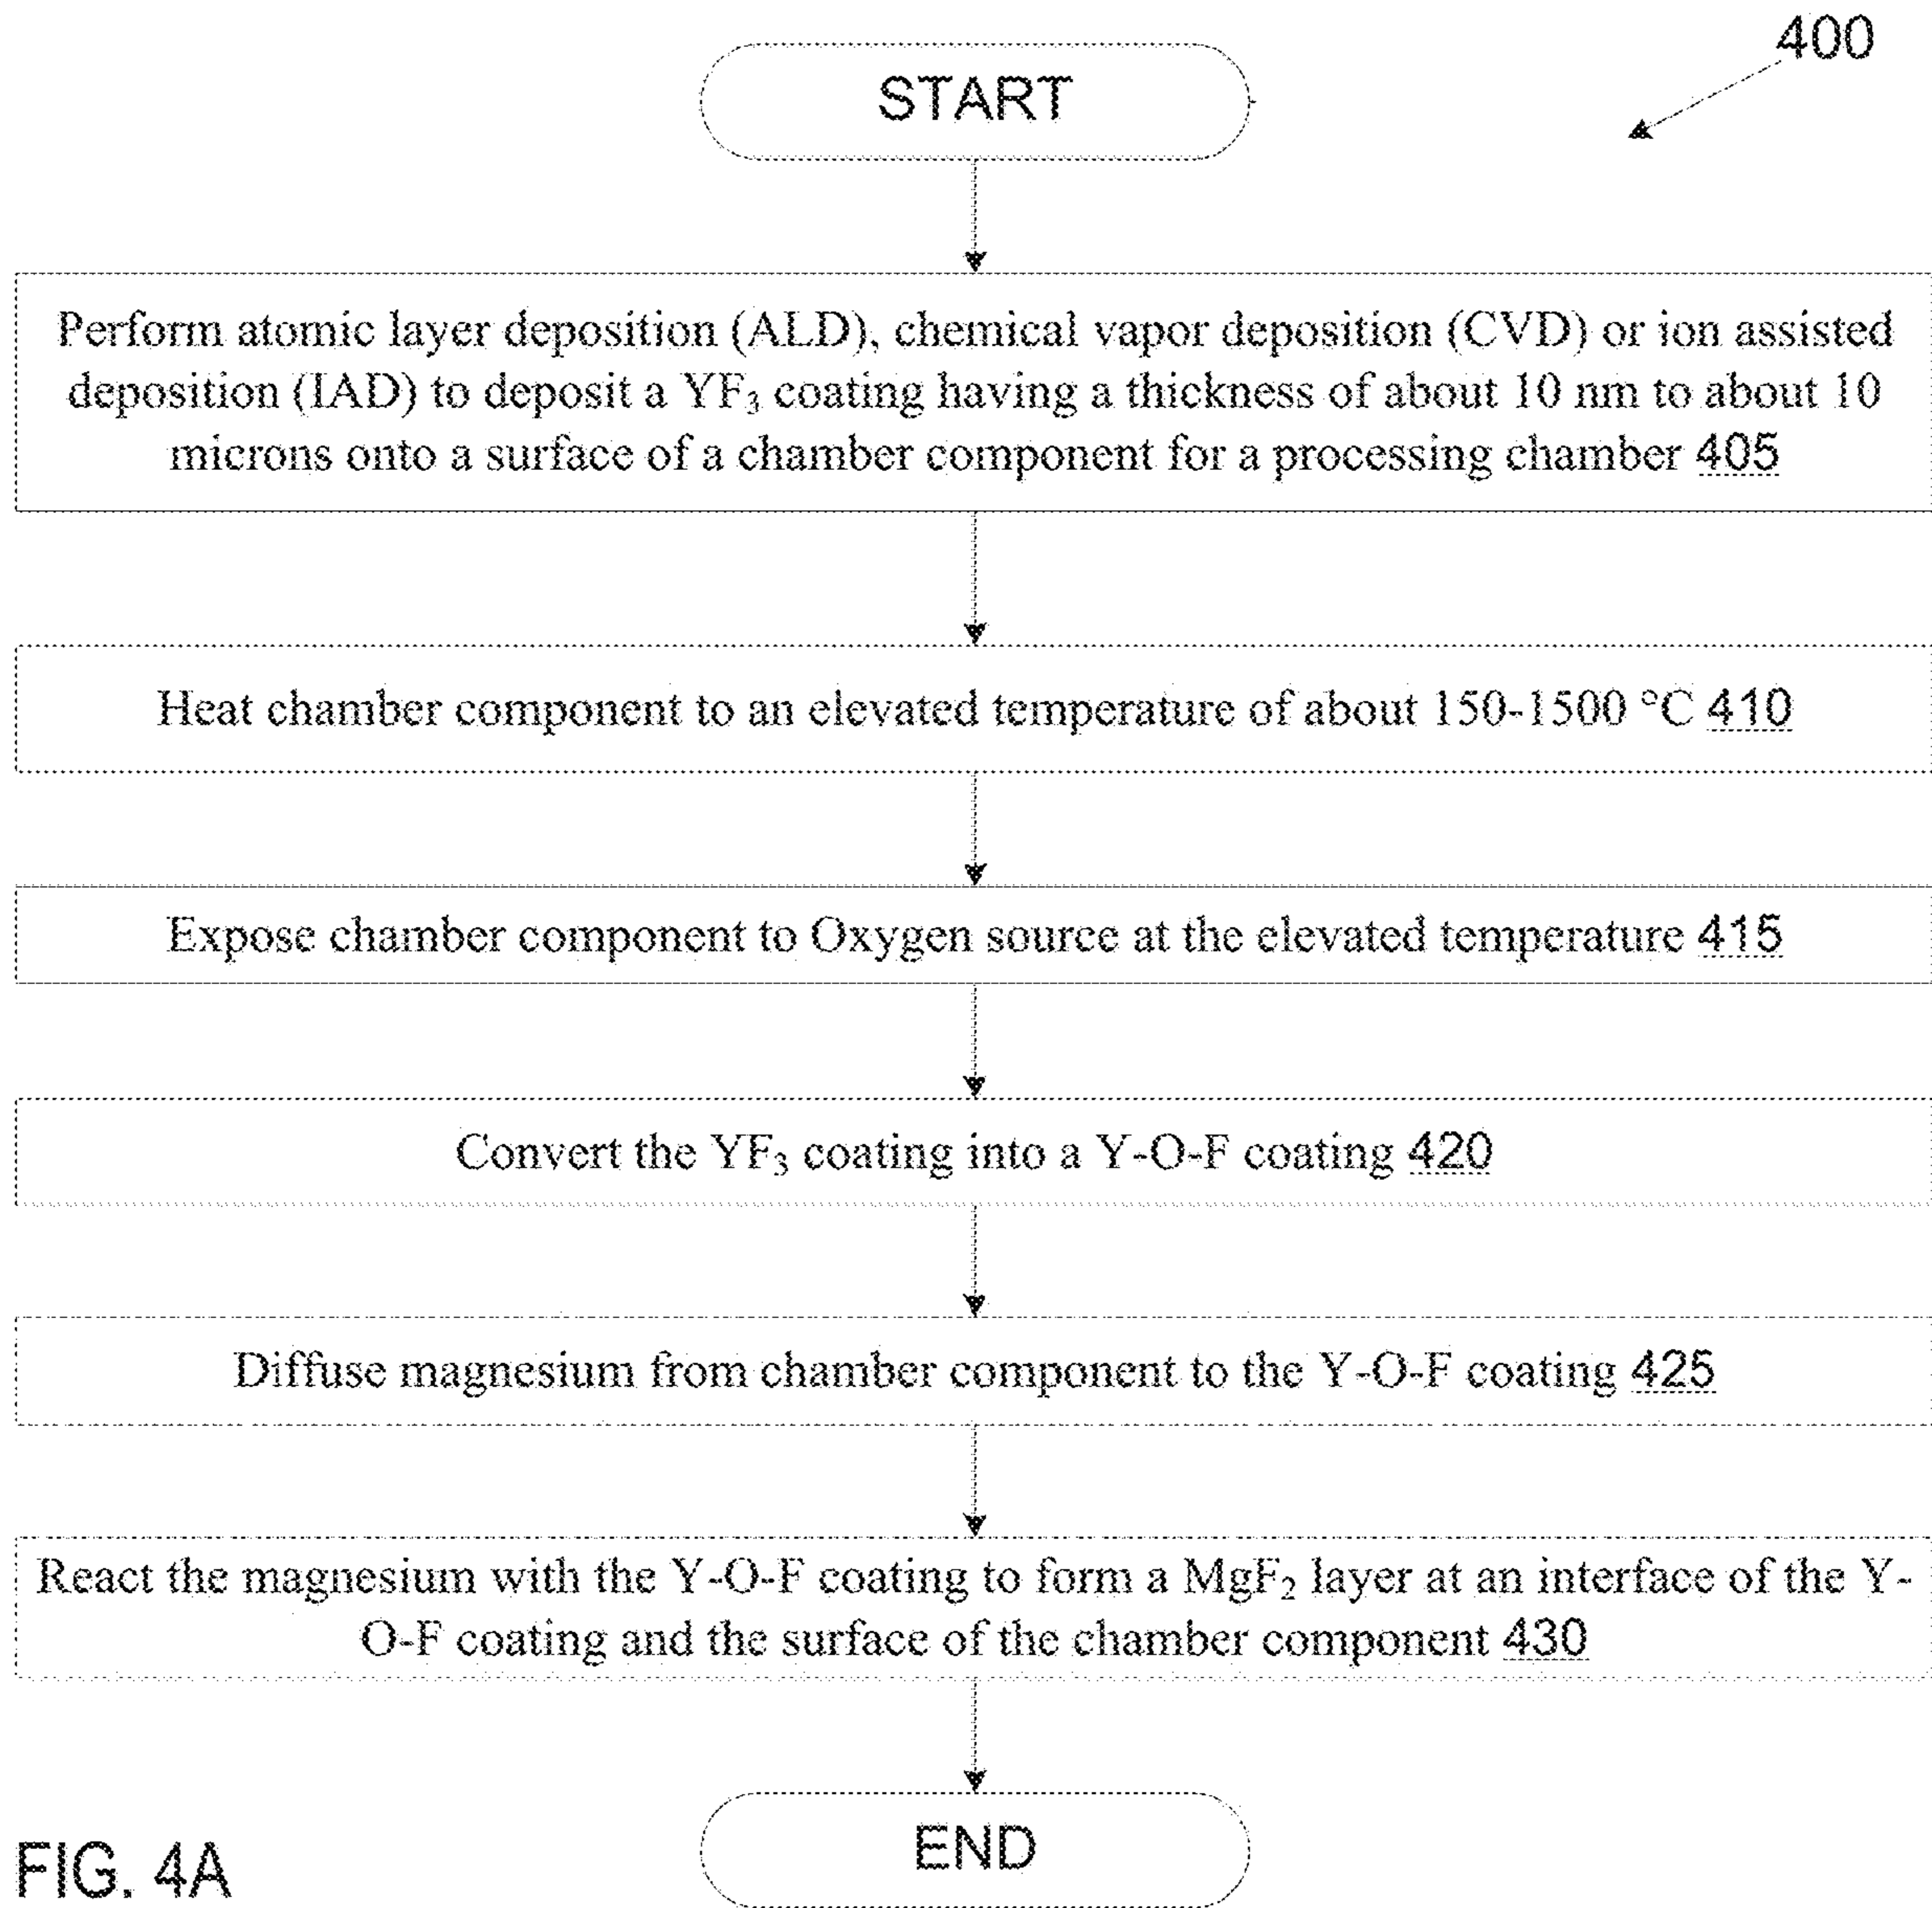 400
START
Perform atomic layer deposition (ALD), chemical vapor deposition (CVD) or ion assisted
deposition (IAD) to deposit a YF₃ coating having a thickness of about 10 nm to about 10
microns onto a surface of a chamber component for a processing chamber 405
Heat chamber component to an elevated temperature of about 150-1500 °C 410
Expose chamber component to Oxygen source at the elevated temperature 415
Convert the YF₃ coating into a Y-O-F coating 420
Diffuse magnesium from chamber component to the Y-O-F coating 425
React the magnesium with the Y-O-F coating to form a MgF₂ layer at an interface of the Y-
O-F coating and the surface of the chamber component 430
END
FIG. 4A